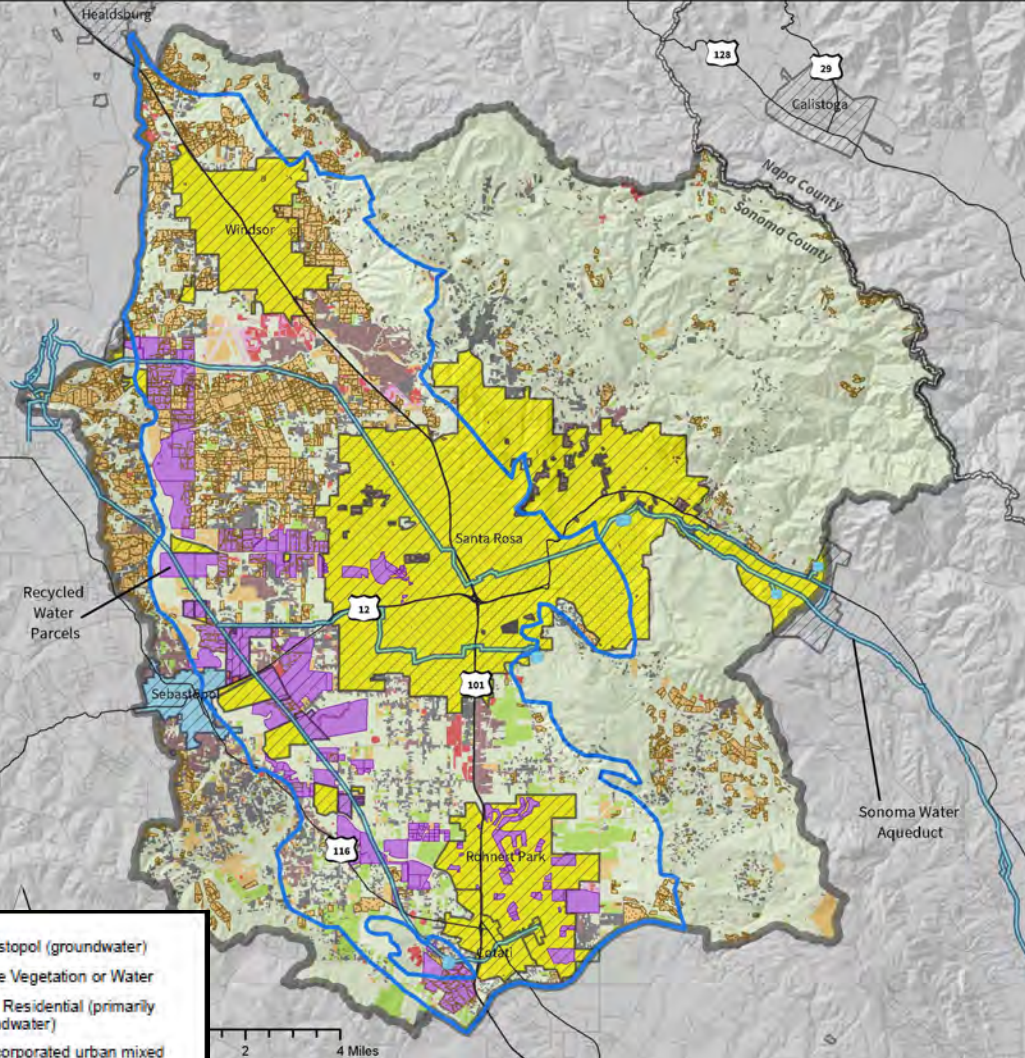 Healdsburg
128
29
Calistoga
Napa County
Sonoma County
Windsor
Santa Rosa
Recycled
Water
Parcels
12
101
Sebastopol
Sonoma Water
Aqueduct
116
Rohnert Park
Cotati
stopol (groundwater)
e Vegetation or Water
Residential (primarily
dwater)
orporated urban mixed
2
4 Miles